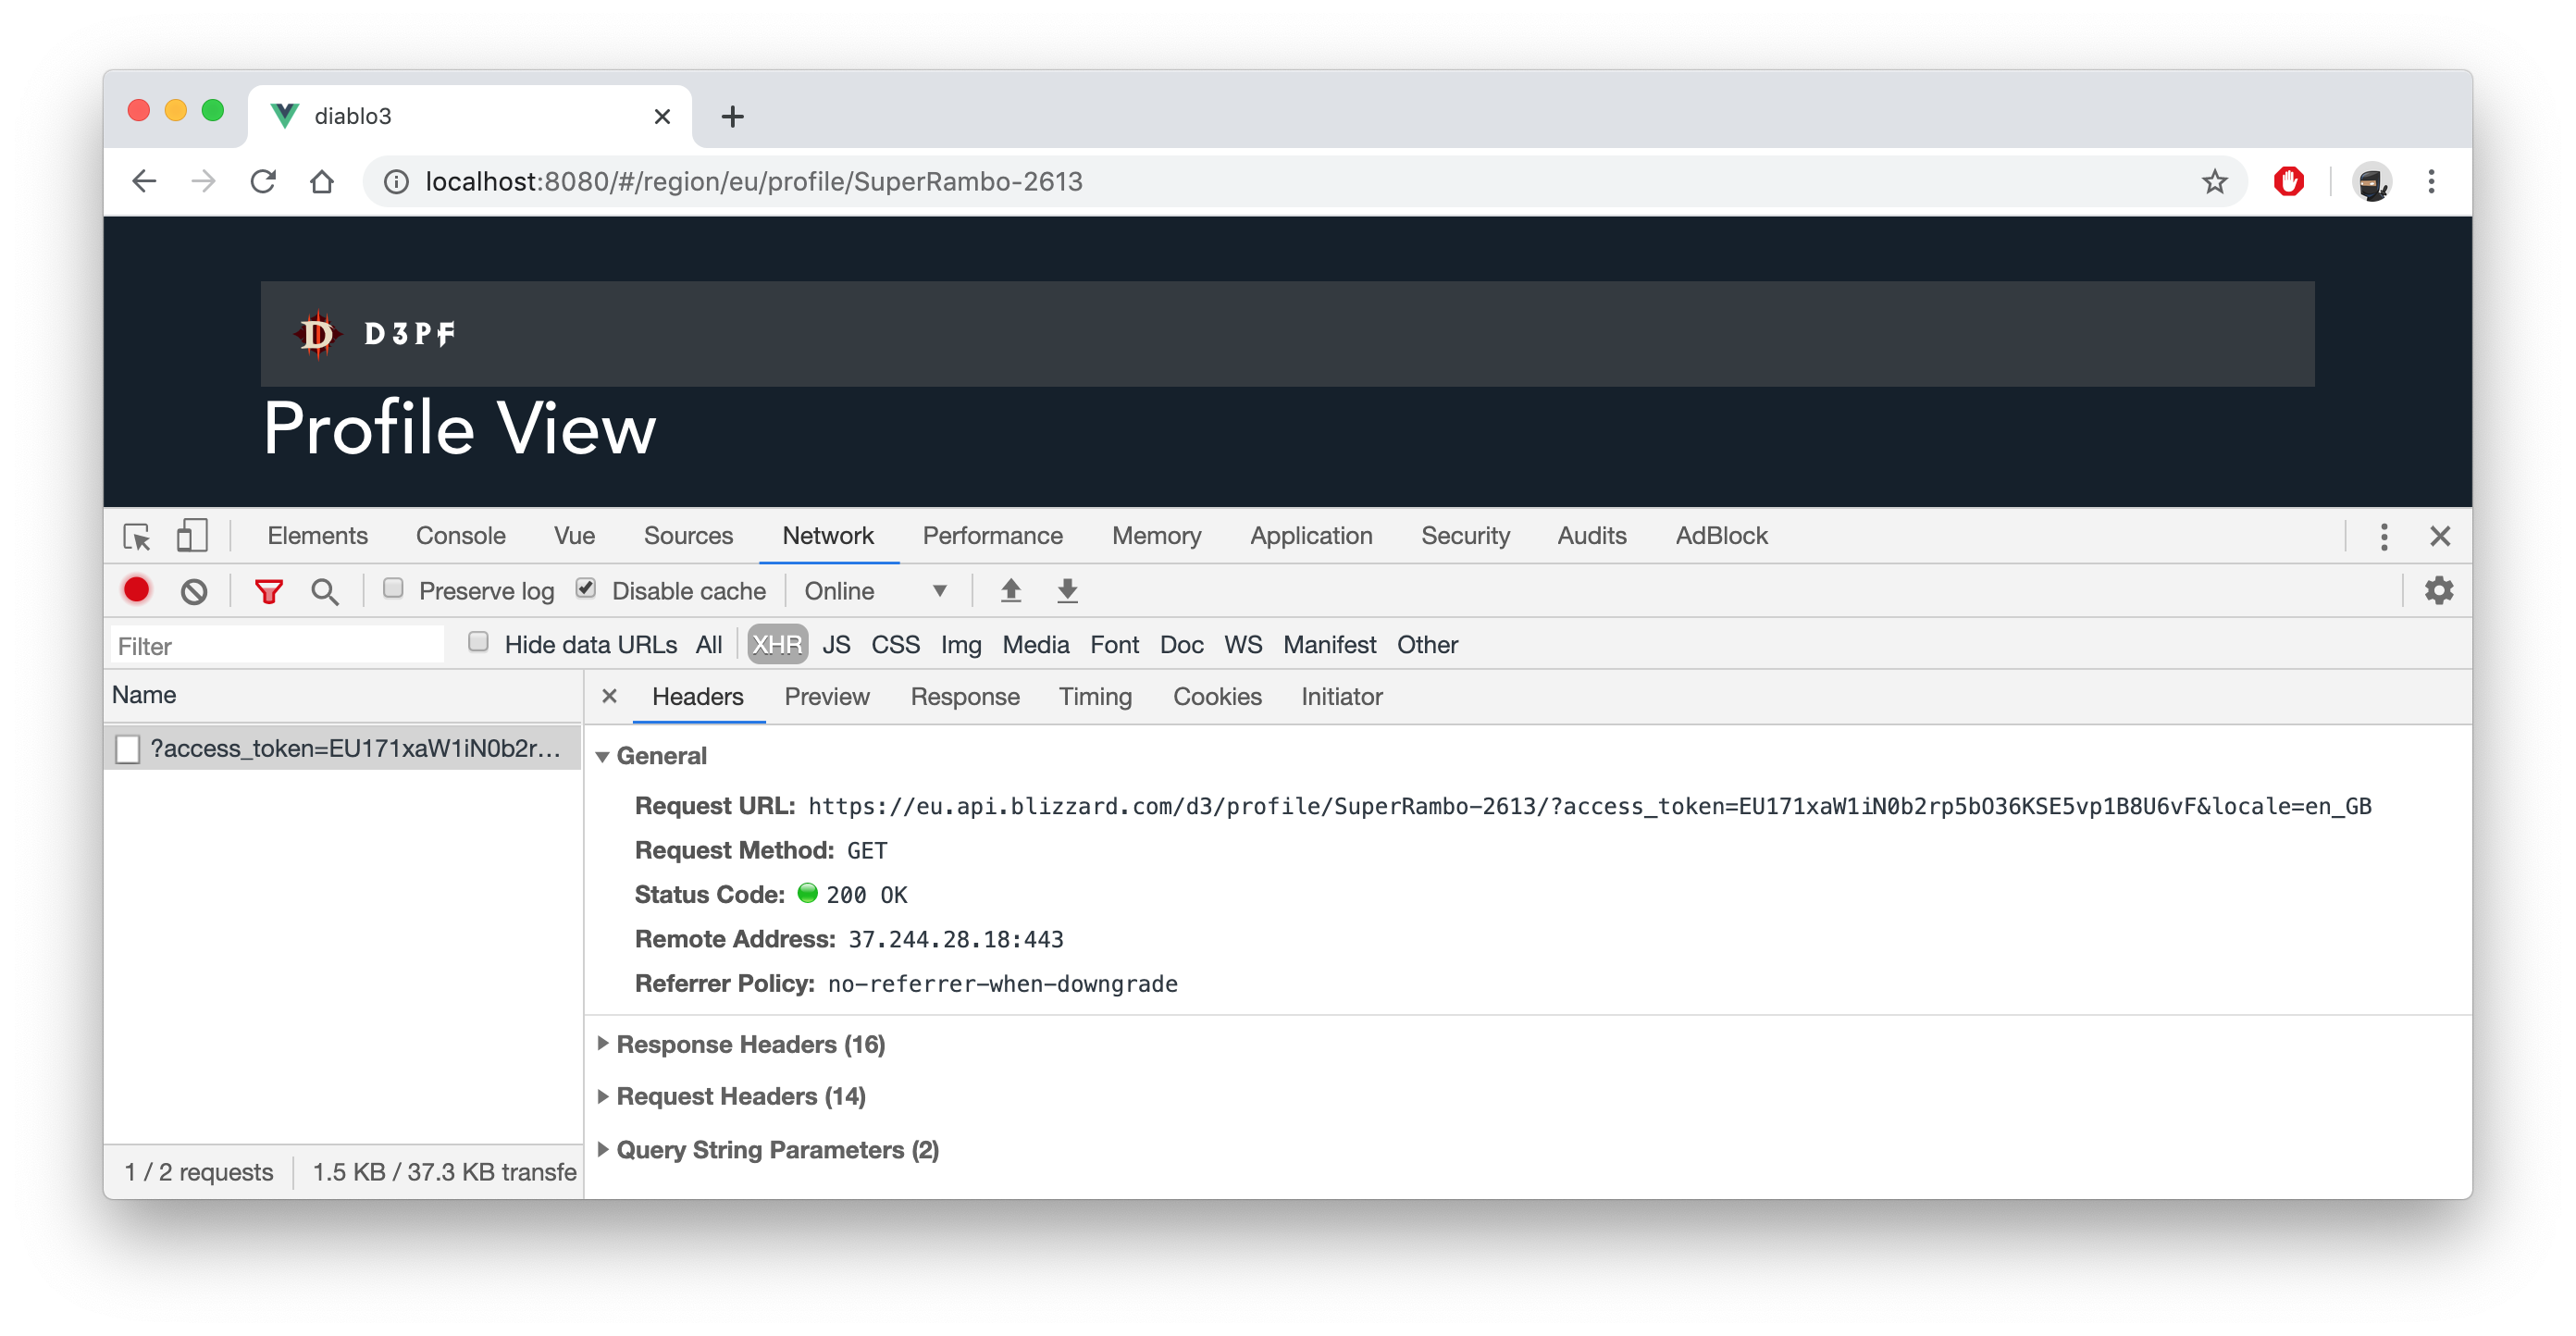 diablo3
localhost:8080/#/region/eu/profile/SuperRambo-2613
D3PF
Profile View
Elements Console Vue Sources Network Performance Memory Application Security Audits AdBlock
Preserve log Disable cache Online
Filter Hide data URLs All XHR JS CSS Img Media Font Doc WS Manifest Other
Name
Headers Preview Response Timing Cookies Initiator
?access_token=EU171xaW1iN0b2r...
General
Request URL: https://eu.api.blizzard.com/d3/profile/SuperRambo-2613/?access_token=EU171xaW1iN0b2rp5bO36KSE5vp1B8U6vF&locale=en_GB
Request Method: GET
Status Code: 200 OK
Remote Address: 37.244.28.18:443
Referrer Policy: no-referrer-when-downgrade
Response Headers (16)
Request Headers (14)
Query String Parameters (2)
1 / 2 requests 1.5 KB / 37.3 KB transfe